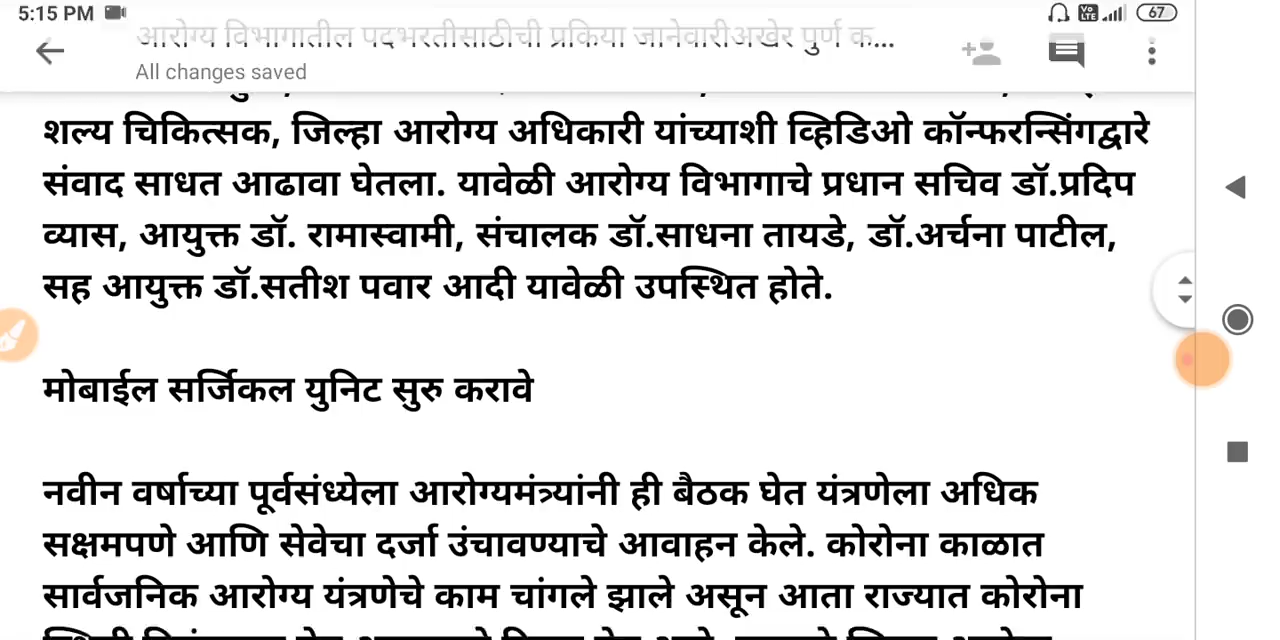 5:15 PM
Vo LTE 67
आरोग्य विभागातील पदभरतीसाठीची प्रकिया जानेवारीअखेर पुर्ण क...
All changes saved
शल्य चिकित्सक, जिल्हा आरोग्य अधिकारी यांच्याशी व्हिडिओ कॉन्फरन्सिंगद्वारे
संवाद साधत आढावा घेतला. यावेळी आरोग्य विभागाचे प्रधान सचिव डॉ.प्रदिप
व्यास, आयुक्त डॉ. रामास्वामी, संचालक डॉ.साधना तायडे, डॉ.अर्चना पाटील,
सह आयुक्त डॉ.सतीश पवार आदी यावेळी उपस्थित होते.
मोबाईल सर्जिकल युनिट सुरु करावे
नवीन वर्षाच्या पूर्वसंध्येला आरोग्यमंत्र्यांनी ही बैठक घेत यंत्रणेला अधिक
सक्षमपणे आणि सेवेचा दर्जा उंचावण्याचे आवाहन केले. कोरोना काळात
सार्वजनिक आरोग्य यंत्रणेचे काम चांगले झाले असून आता राज्यात कोरोना